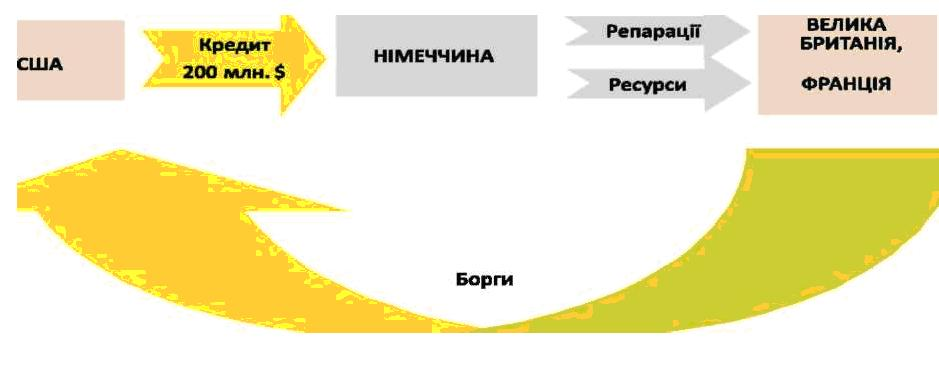 США
Кредит
200 млн. $
НІМЕЧЧИНА
Репарації
Ресурси
ВЕЛИКА
БРИТАНІЯ,
ФРАНЦІЯ
Борги